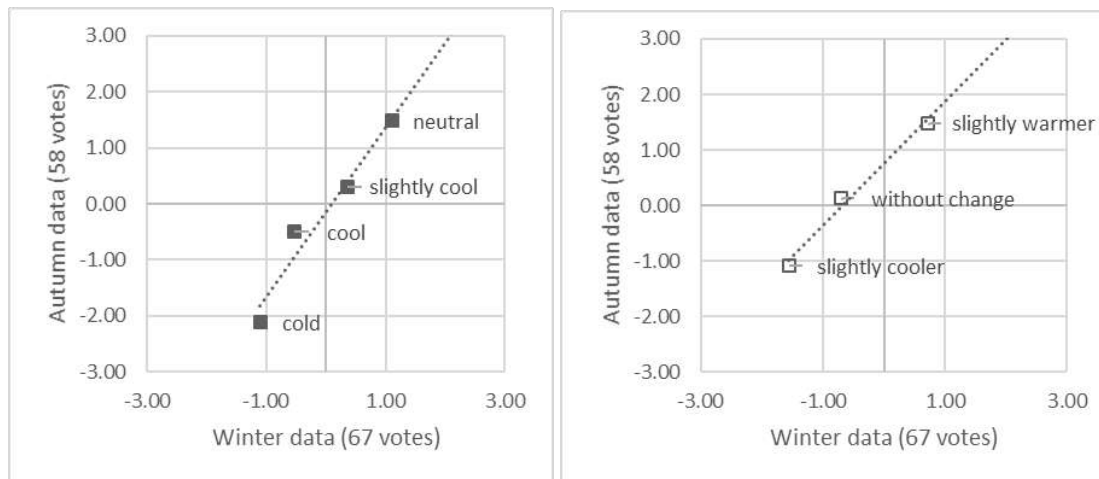 3.00
2.00
1.00
0.00
-1.00
-2.00
-3.00
Autumn data (58 votes)
neutral
slightly cool
cool
cold
-3.00 -1.00 1.00 3.00
Winter data (67 votes)
3.00
2.00
1.00
0.00
-1.00
-2.00
-3.00
Autumn data (58 votes)
slightly warmer
without change
slightly cooler
-3.00 -1.00 1.00 3.00
Winter data (67 votes)